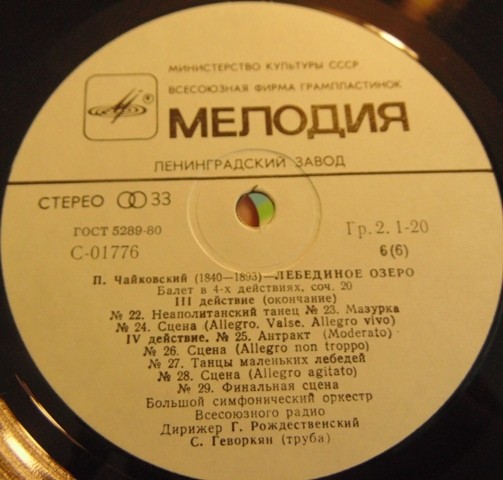 МИНИСТЕРСТВО КУЛЬТУРЫ СССР
ВСЕСОЮЗНАЯ ФИРМА ГРАМПЛАСТИНОК
МЕЛОДИЯ
ЛЕНИНГРАДСКИЙ ЗАВОД
СТЕРЕО 33
ГОСТ 5289-80
Гр. 2. 1-20
С-01776
6(6)
П. Чайковский (1840—1893)—ЛЕБЕДИНОЕ ОЗЕРО
Балет в 4-х действиях, соч. 20
III действие (окончание)
№ 22. Неаполитанский танец № 23. Мазурка
№ 24. Сцена (Allegro. Valse. Allegro vivo)
IV действие. № 25. Антракт (Moderato)
№ 26. Сцена (Allegro non troppo)
№ 27. Танцы маленьких лебедей
№ 28. Сцена (Allegro agitato)
№ 29. Финальная сцена
Большой симфонический оркестр
Всесоюзного радио
Дирижер Г. Рождественский
С. Геворкян (труба)